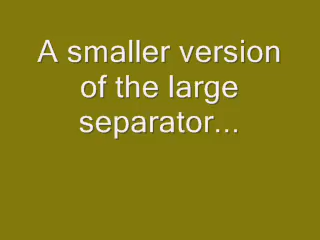 A smaller version
of the large
separator...